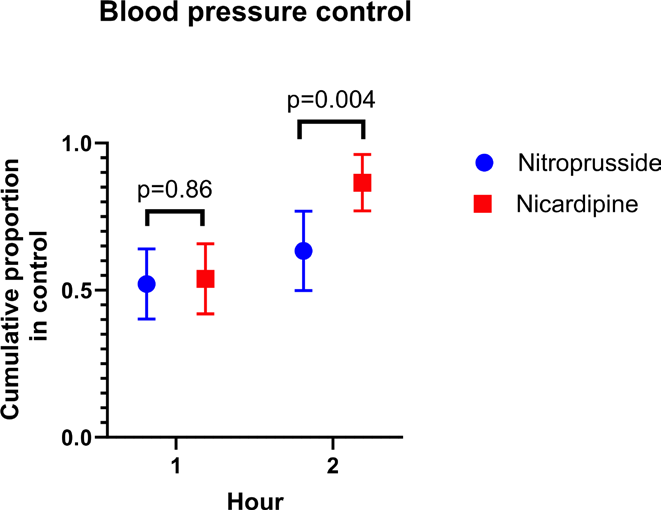 Blood pressure control
p=0.004
1.0
p=0.86
Nitroprusside
Nicardipine
Cumulative proportion
in control
0.5
0.0
1
2
Hour